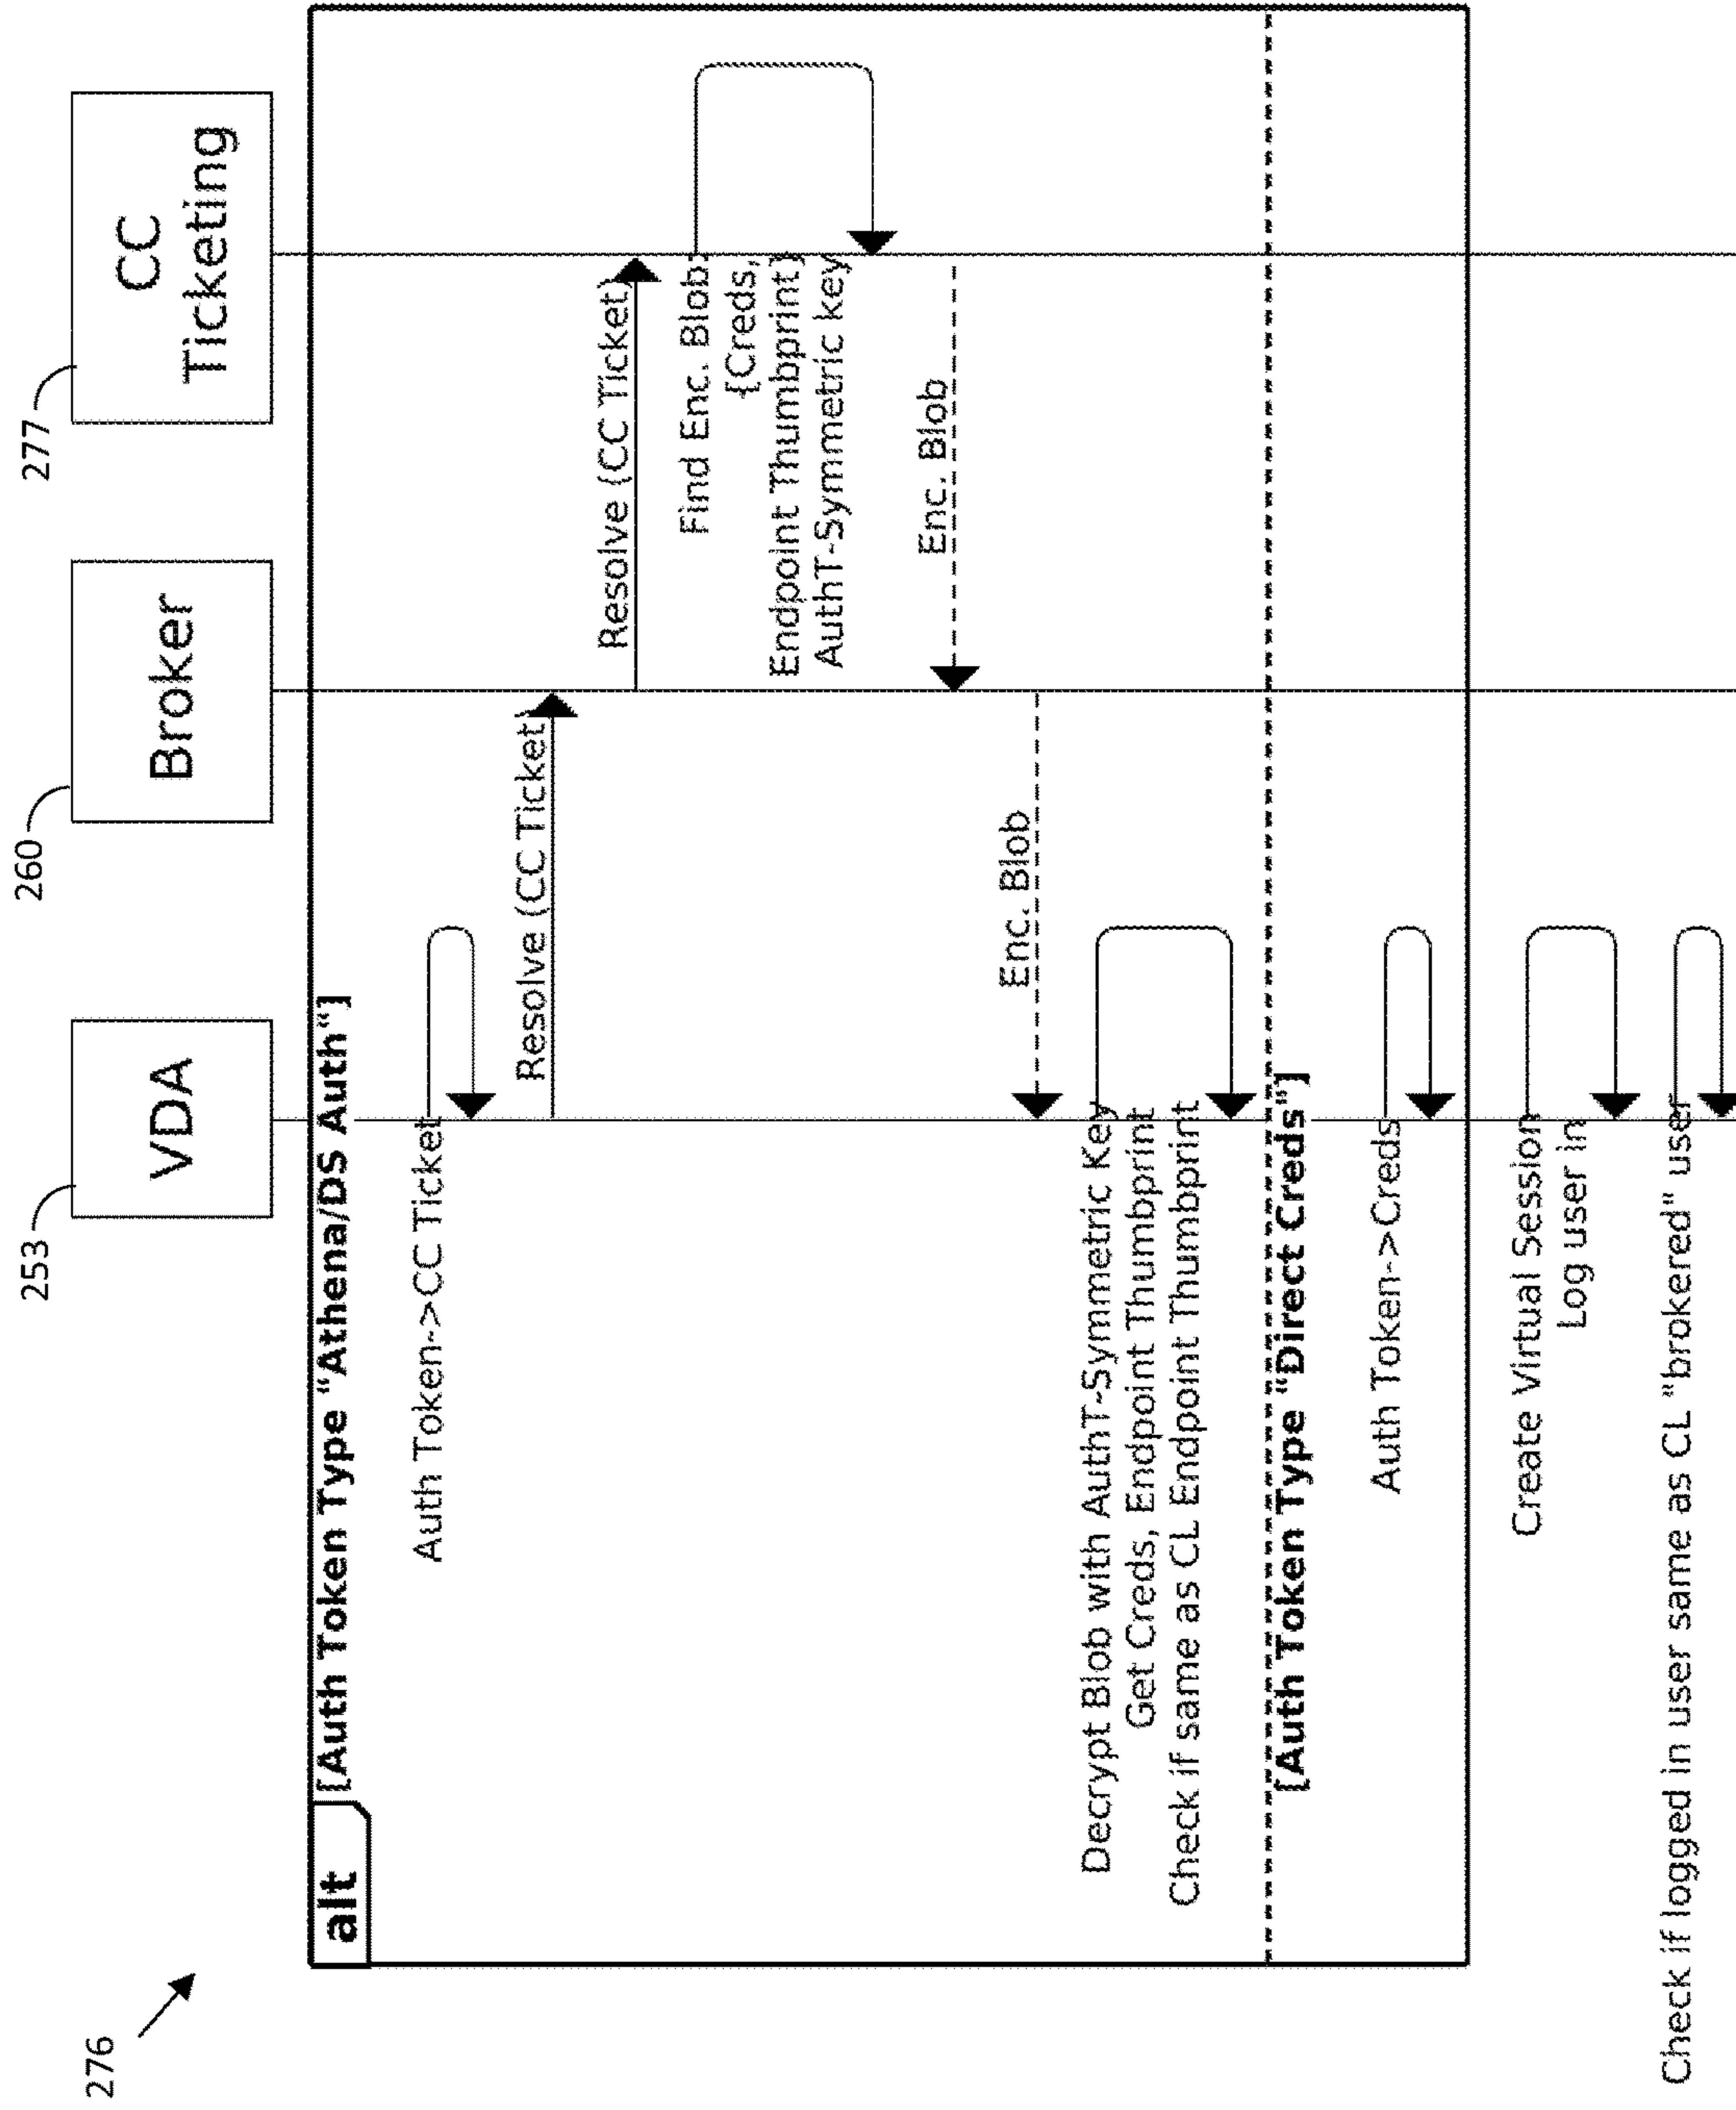 276
253
260
277
VDA
Broker
CC
Ticketing
alt
[Auth Token Type "Athena/DS Auth"]
Auth Token->CC Ticket
Resolve (CC Ticket)
Resolve (CC Ticket)
Find Enc. Blob:
{Creds,
Endpoint Thumbprint}
AuthT-Symmetric key
Enc. Blob
Enc. Blob
Decrypt Blob with AuthT-Symmetric Key
Get Creds, Endpoint Thumbprint
Check if same as CL Endpoint Thumbprint
[Auth Token Type "Direct Creds"]
Auth Token->Creds
Create Virtual Session
Log user in
Check if logged in user same as CL "brokered" user